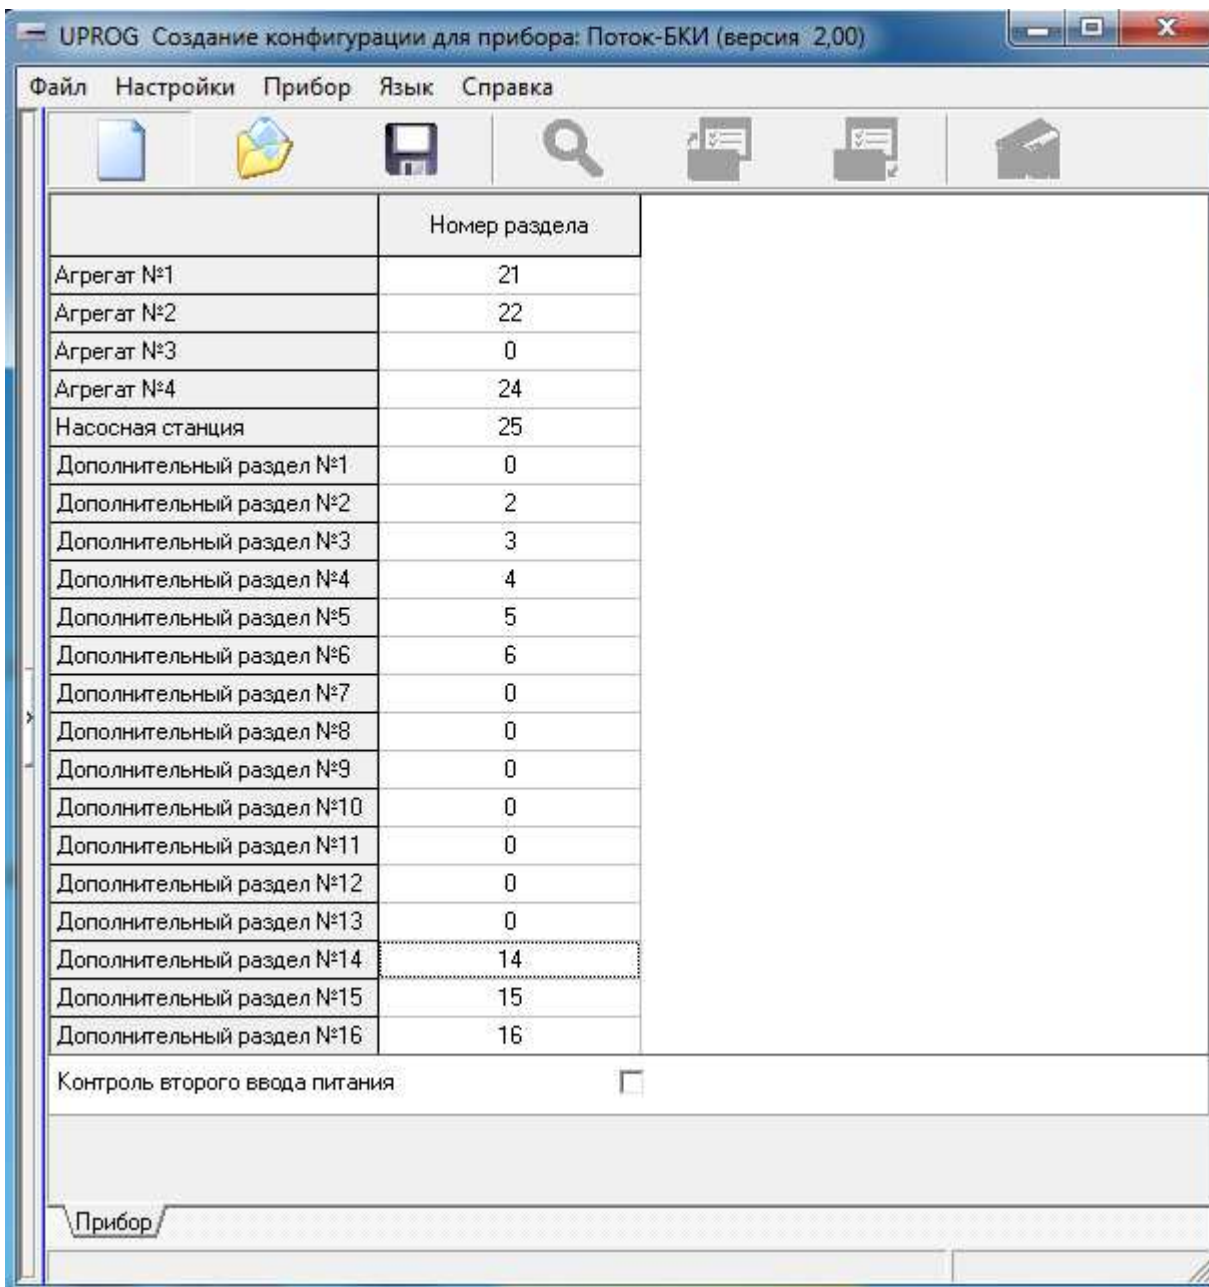 UPROG Создание конфигурации для прибора: Поток-БКИ (версия 2,00)
Файл Настройки Прибор Язык Справка
Номер раздела
Агрегат №1 21
Агрегат №2 22
Агрегат №3 0
Агрегат №4 24
Насосная станция 25
Дополнительный раздел №1 0
Дополнительный раздел №2 2
Дополнительный раздел №3 3
Дополнительный раздел №4 4
Дополнительный раздел №5 5
Дополнительный раздел №6 6
Дополнительный раздел №7 0
Дополнительный раздел №8 0
Дополнительный раздел №9 0
Дополнительный раздел №10 0
Дополнительный раздел №11 0
Дополнительный раздел №12 0
Дополнительный раздел №13 0
Дополнительный раздел №14 14
Дополнительный раздел №15 15
Дополнительный раздел №16 16
Контроль второго ввода питания
Прибор